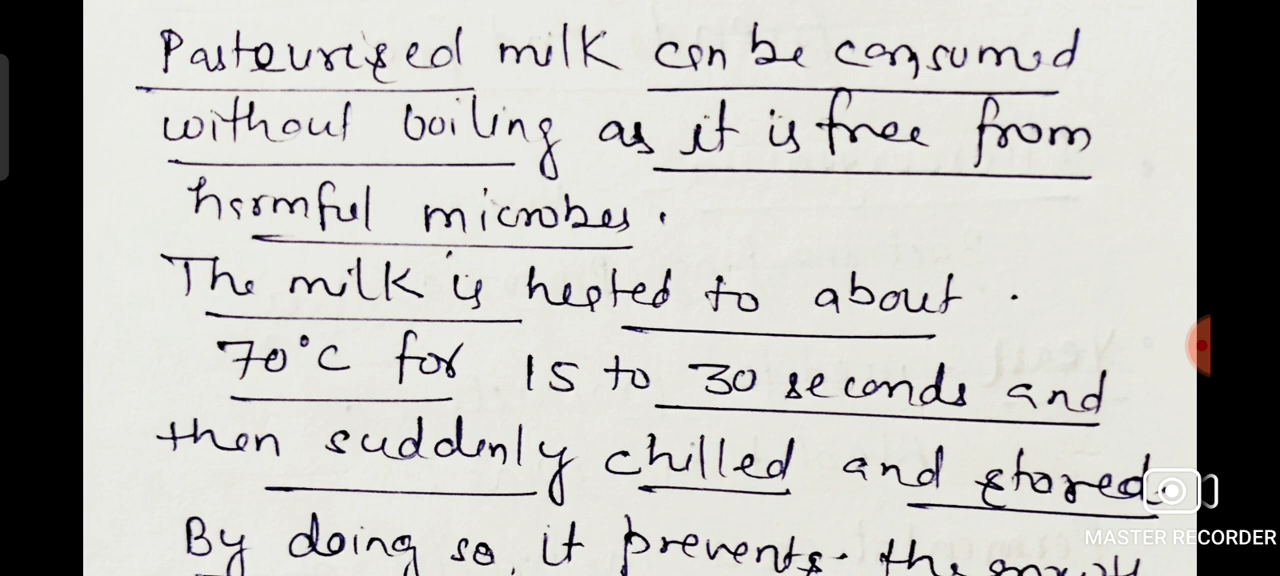 Pasteurised milk can be consumed
without boiling as it is free from
harmful microbes.
The milk is heated to about
70°C for 15 to 30 seconds and
then suddenly chilled and stored.
By doing so, it prevents the
MASTER RECORDER